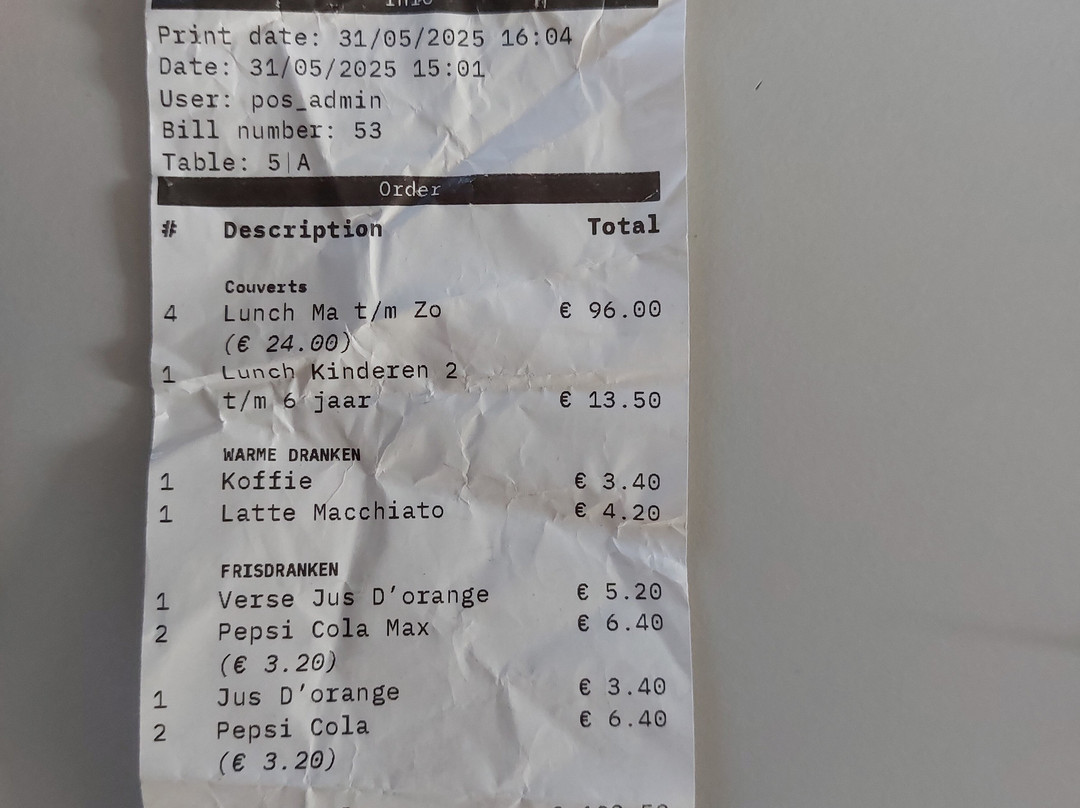 Info
Print date: 31/05/2025 16:04
Date: 31/05/2025 15:01
User: pos_admin
Bill number: 53
Table: 5|A
Order
# Description Total
Couverts
4 Lunch Ma t/m Zo € 96.00
(€ 24.00)
1 Lunch Kinderen 2
t/m 6 jaar € 13.50
WARME DRANKEN
1 Koffie € 3.40
1 Latte Macchiato € 4.20
FRISDRANKEN
1 Verse Jus D'orange € 5.20
2 Pepsi Cola Max € 6.40
(€ 3.20)
1 Jus D'orange € 3.40
2 Pepsi Cola € 6.40
(€ 3.20)